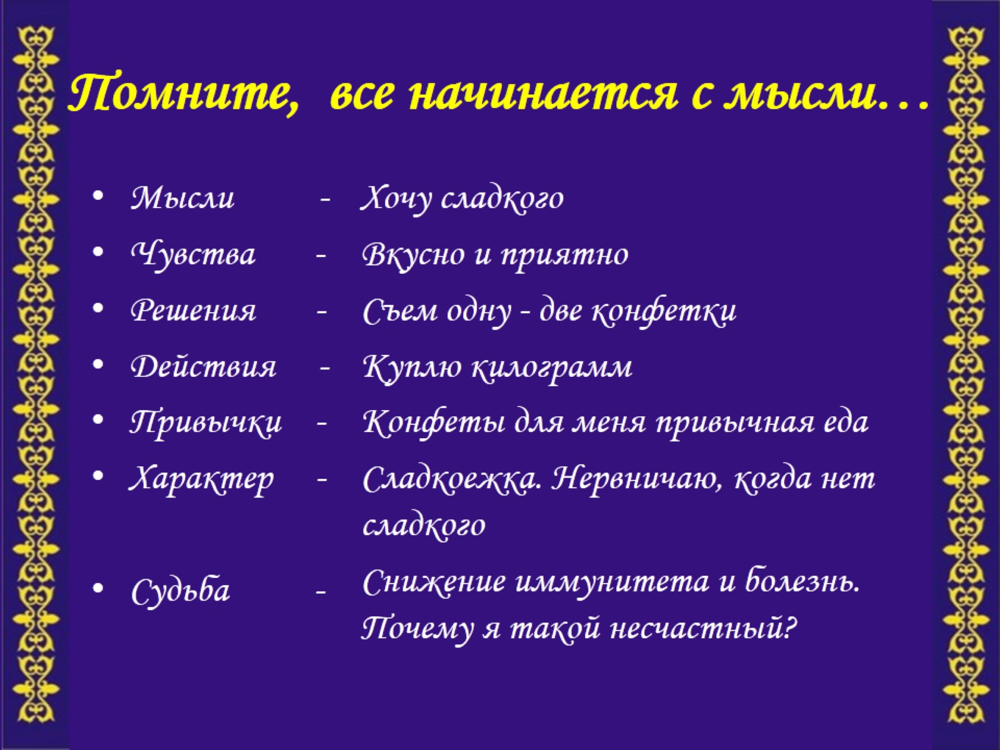 Помните, все начинается с мысли…
• Мысли - Хочу сладкого
• Чувства - Вкусно и приятно
• Решения - Съем одну - две конфетки
• Действия - Куплю килограмм
• Привычки - Конфеты для меня привычная еда
• Характер - Сладкоежка. Нервничаю, когда нет
сладкого
• Судьба - Снижение иммунитета и болезнь.
Почему я такой несчастный?